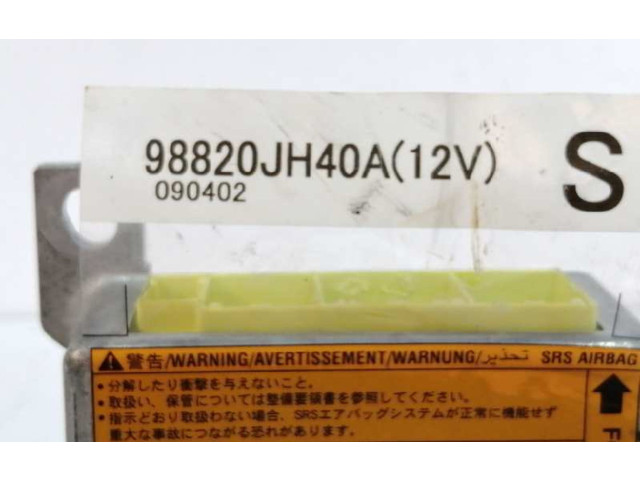 98820JH40A(12V)
090402
S
警告/WARNING/AVERTISSEMENT/WARNUNG/تحذير SRS AIRBAG
・分解したり衝撃を与えないこと。
・取扱い、保管については整備要領書を参照してください。
・指示どおり取扱わない場合、SRSエアバッグシステムが正常に機能せず
重大な事故につながる恐れがあります。
F